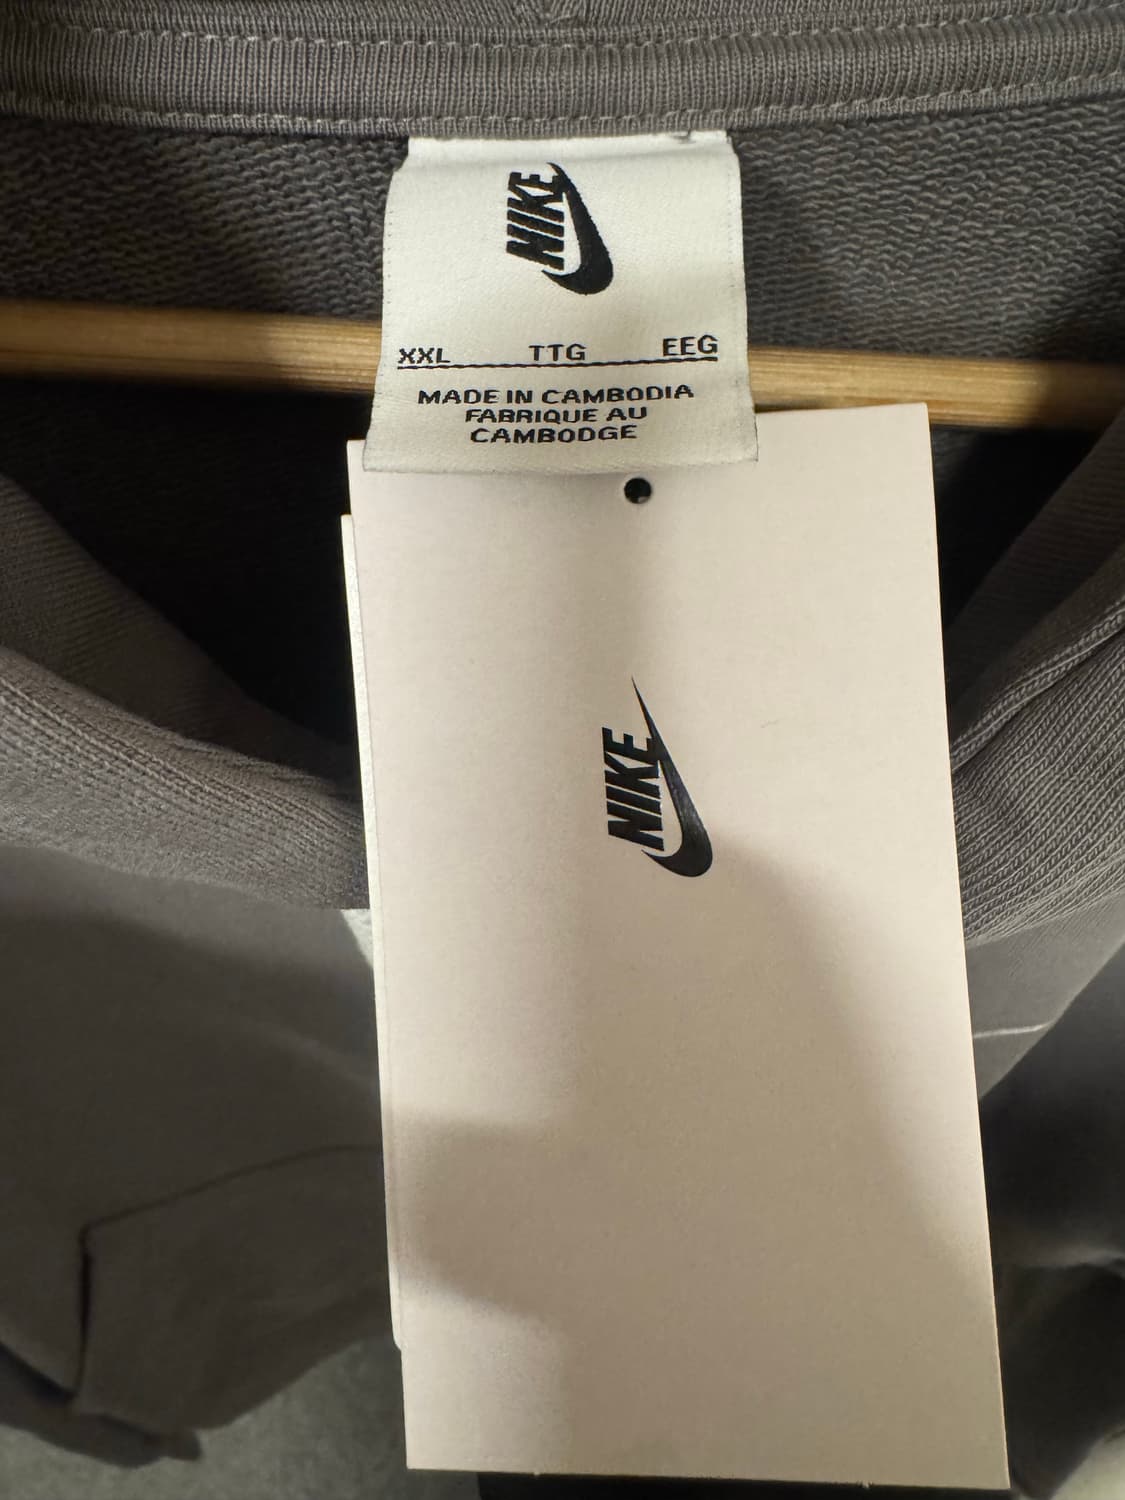 NIKE
XXL TTG EEG
MADE IN CAMBODIA
FABRIQUE AU
CAMBODGE
NIKE